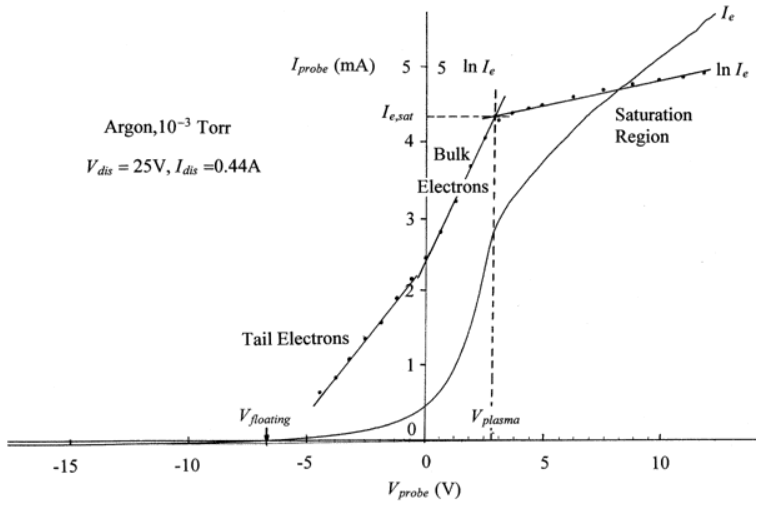 I_e
I_probe (mA) 5 5 ln I_e
ln I_e
I_e,sat
Argon,10⁻³ Torr
Saturation
Region
4
Bulk
V_dis = 25V, I_dis =0.44A
Electrons
3
2
Tail Electrons
1
V_floating
V_plasma
0
-15 -10 -5 0 5 10
V_probe (V)